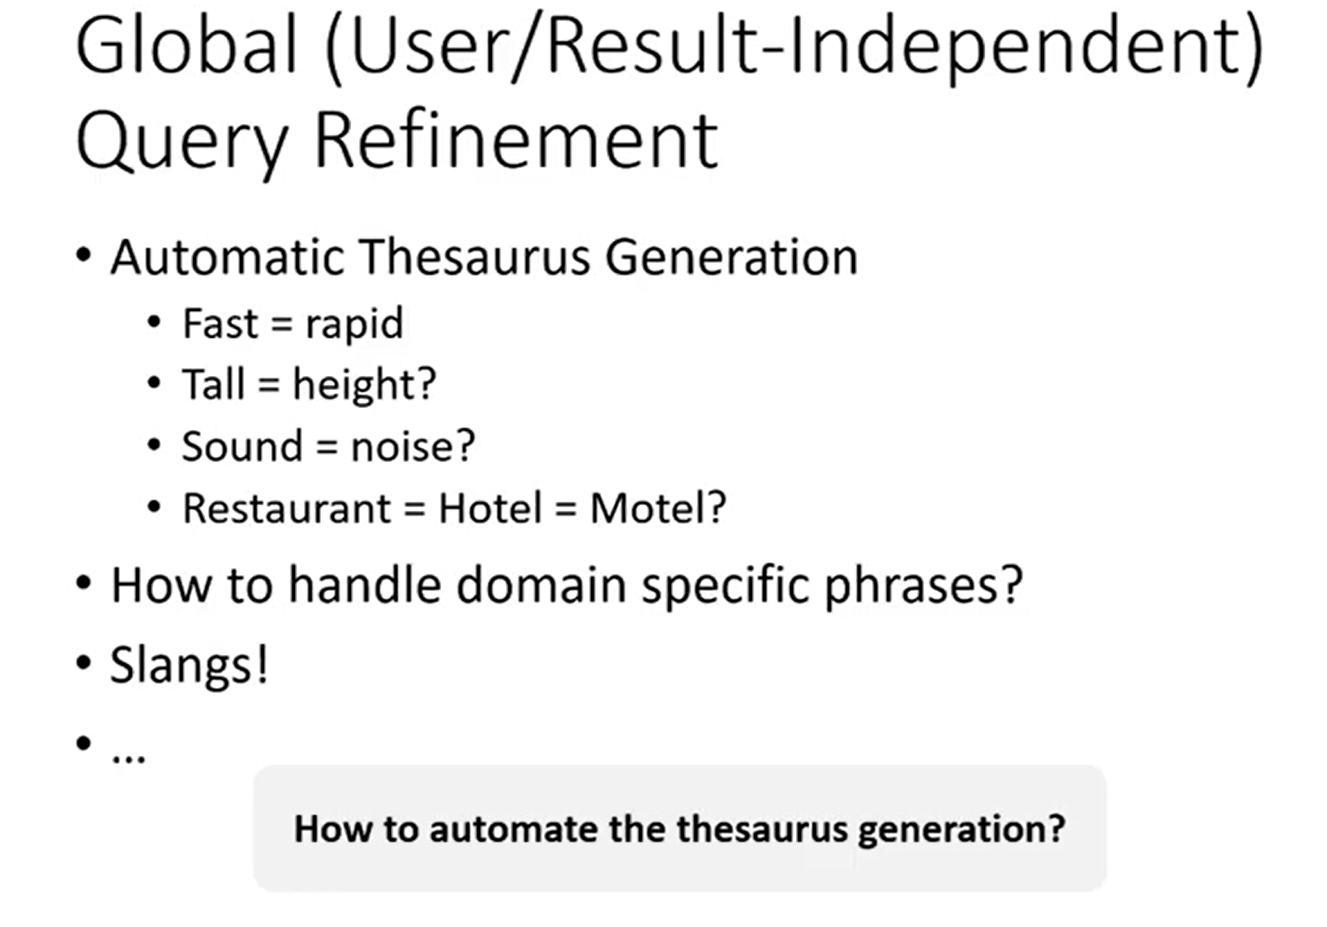 Global (User/Result-Independent)
Query Refinement
• Automatic Thesaurus Generation
• Fast = rapid
• Tall = height?
• Sound = noise?
• Restaurant = Hotel = Motel?
• How to handle domain specific phrases?
• Slangs!
• ...
How to automate the thesaurus generation?